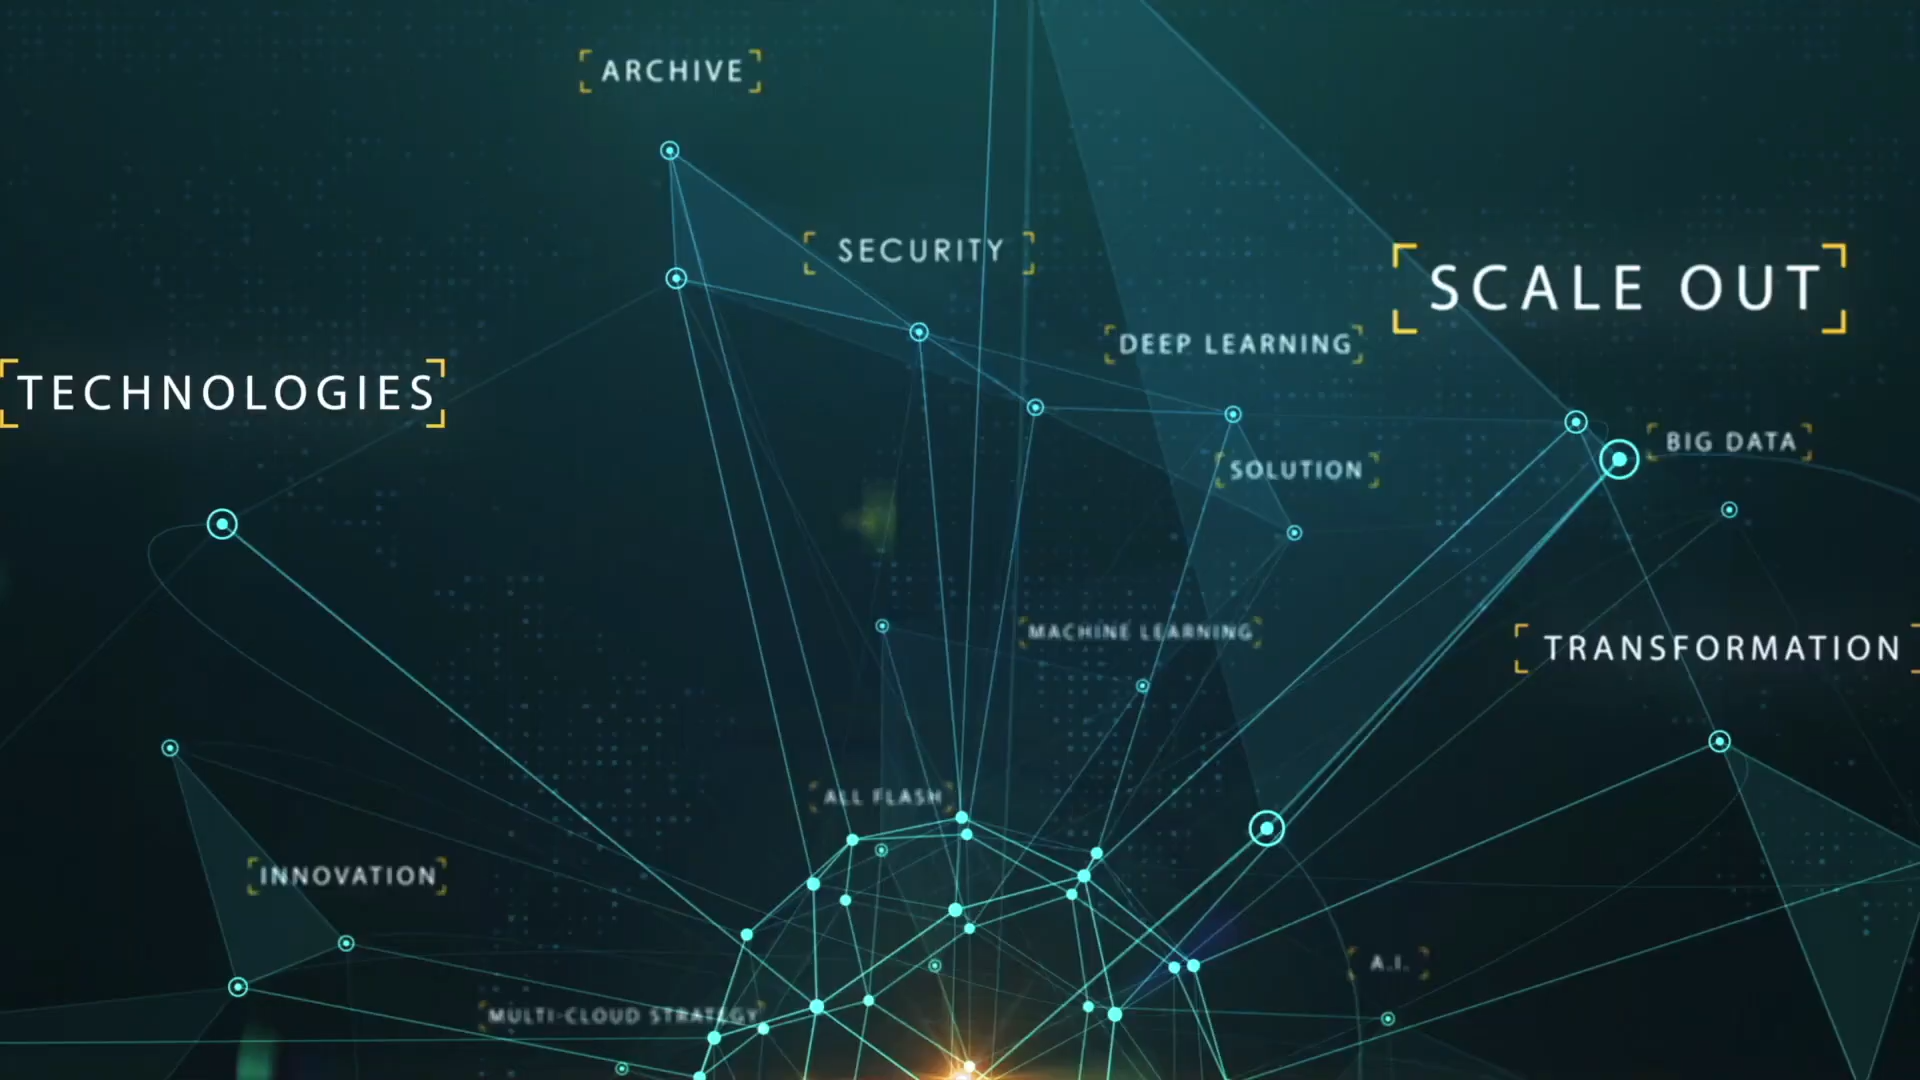 ARCHIVE
SECURITY
SCALE OUT
DEEP LEARNING
TECHNOLOGIES
BIG DATA
SOLUTION
MACHINE LEARNING
TRANSFORMATION
ALL FLASH
INNOVATION
A.I.
MULTI-CLOUD STRATEGY